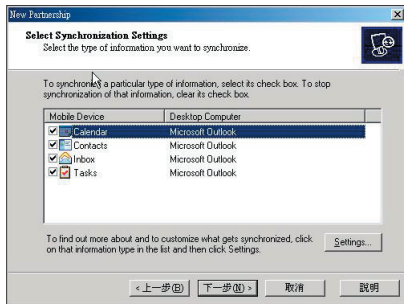 New Partnership
Select Synchronization Settings
Select the type of information you want to synchronize.
To synchronize a particular type of information, select its check box. To stop
synchronization of that information, clear its check box.
Mobile Device Desktop Computer
Calendar Microsoft Outlook
Contacts Microsoft Outlook
Inbox Microsoft Outlook
Tasks Microsoft Outlook
To find out more about and to customize what gets synchronized, click
on that information type in the list and then click Settings.
Settings...
<上一步(B) 下一步(N)> 取消 說明